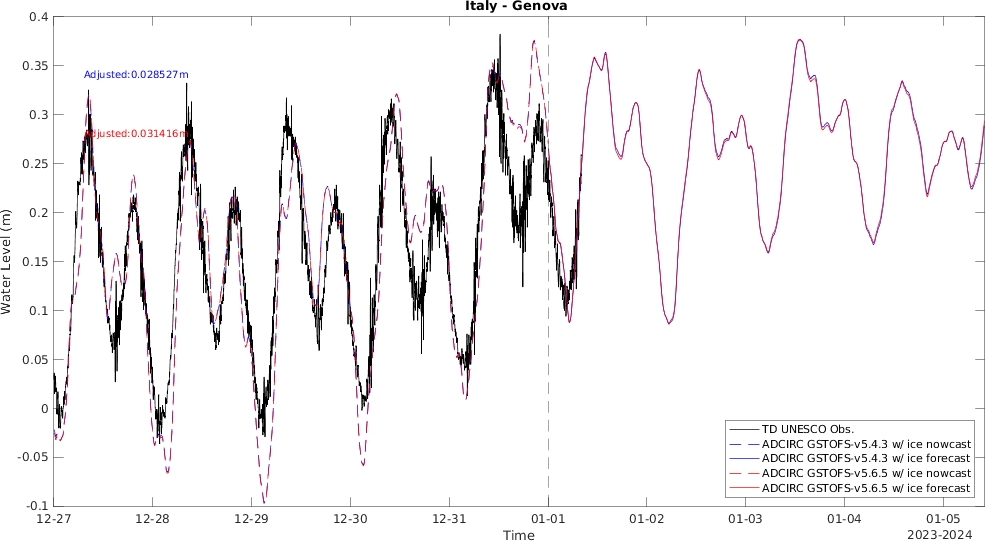 Italy - Genova
0.4
0.35
0.3
0.25
0.2
0.15
0.1
0.05
0
-0.05
-0.1
Water Level (m)
Adjusted:0.028527m
Adjusted:0.031416m
TD UNESCO Obs.
ADCIRC GSTOFS-v5.4.3 w/ ice nowcast
ADCIRC GSTOFS-v5.4.3 w/ ice forecast
ADCIRC GSTOFS-v5.6.5 w/ ice nowcast
ADCIRC GSTOFS-v5.6.5 w/ ice forecast
12-27 12-28 12-29 12-30 12-31 01-01 01-02 01-03 01-04 01-05
Time
2023-2024